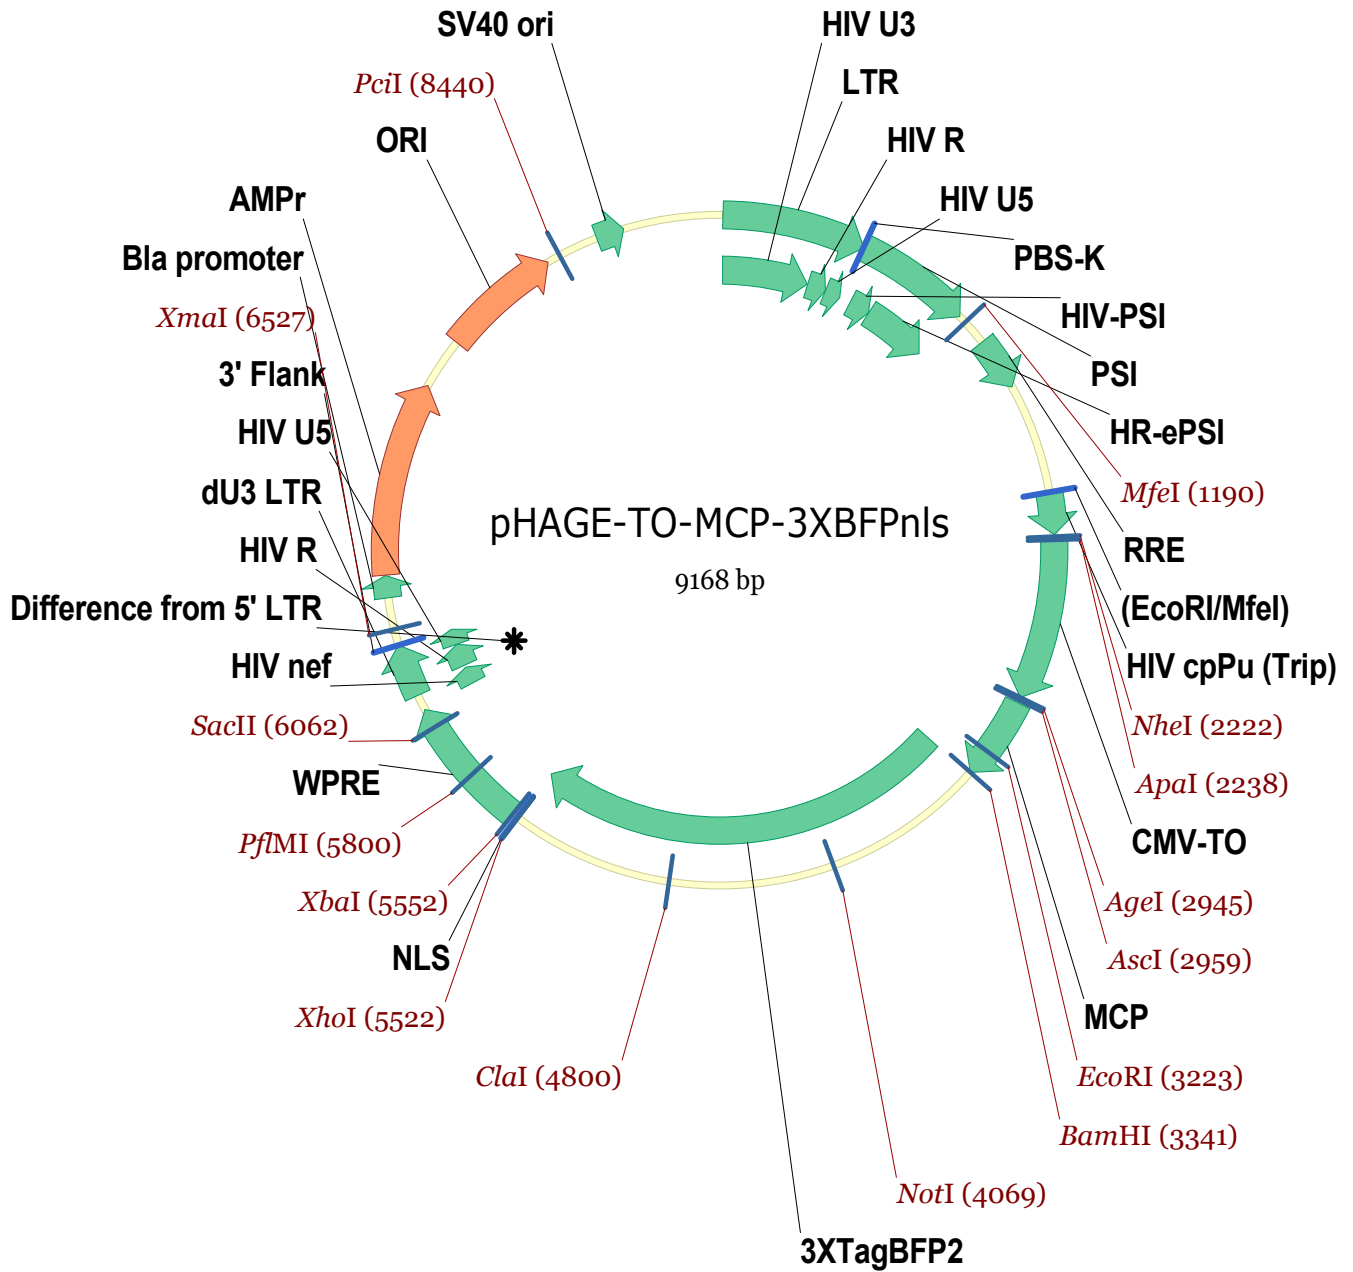 SV40 ori
HIV U3
PciI (8440)
LTR
ORI
HIV R
AMPr
HIV U5
Bla promoter
PBS-K
XmaI (6527)
HIV-PSI
3' Flank
PSI
HIV U5
HR-ePSI
dU3 LTR
MfeI (1190)
pHAGE-TO-MCP-3XBFPnls
HIV R
RRE
9168 bp
Difference from 5' LTR
(EcoRI/MfeI)
HIV nef
HIV cpPu (Trip)
SacII (6062)
NheI (2222)
WPRE
ApaI (2238)
PflMI (5800)
CMV-TO
XbaI (5552)
AgeI (2945)
NLS
AscI (2959)
XhoI (5522)
MCP
ClaI (4800)
EcoRI (3223)
BamHI (3341)
NotI (4069)
3XTagBFP2